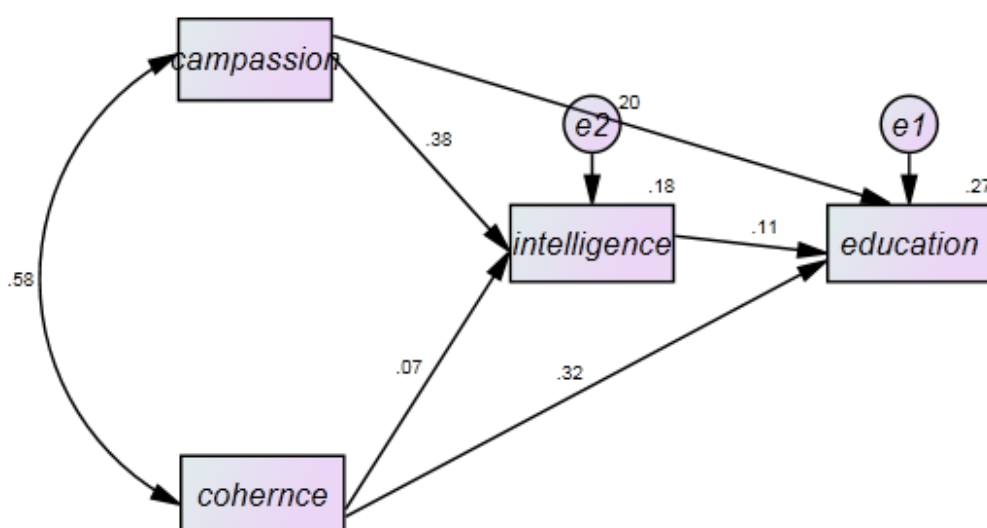 campassion
20
e2
e1
.38
.18
.27
intelligence
.11
education
.58
.07
.32
cohernce